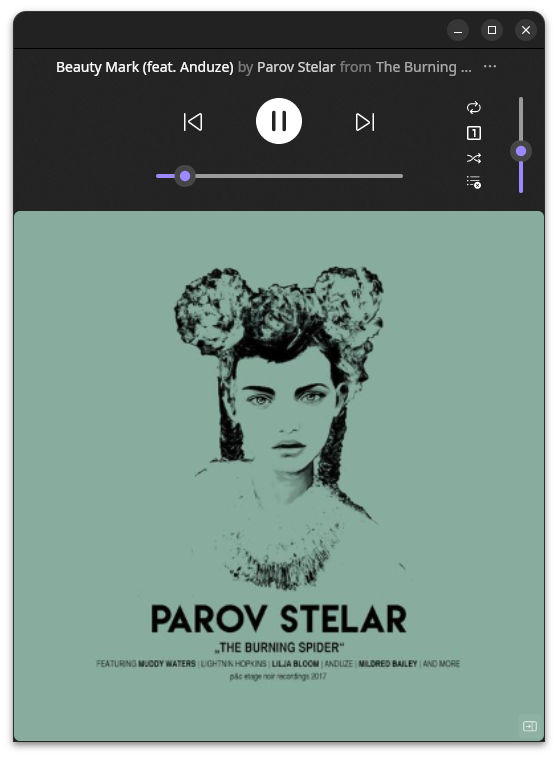 Beauty Mark (feat. Anduze) by Parov Stelar from The Burning ...
1
PAROV STELAR
„THE BURNING SPIDER“
FEATURING MUDDY WATERS | LIGHTNIN HOPKINS | LILJA BLOOM | ANDUZE | MILDRED BAILEY | AND MORE
p&c etage noir recordings 2017